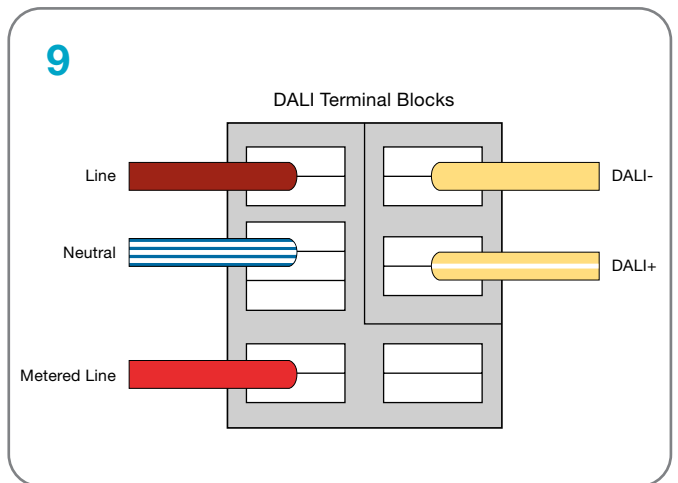 9
DALI Terminal Blocks
Line
DALI-
Neutral
DALI+
Metered Line